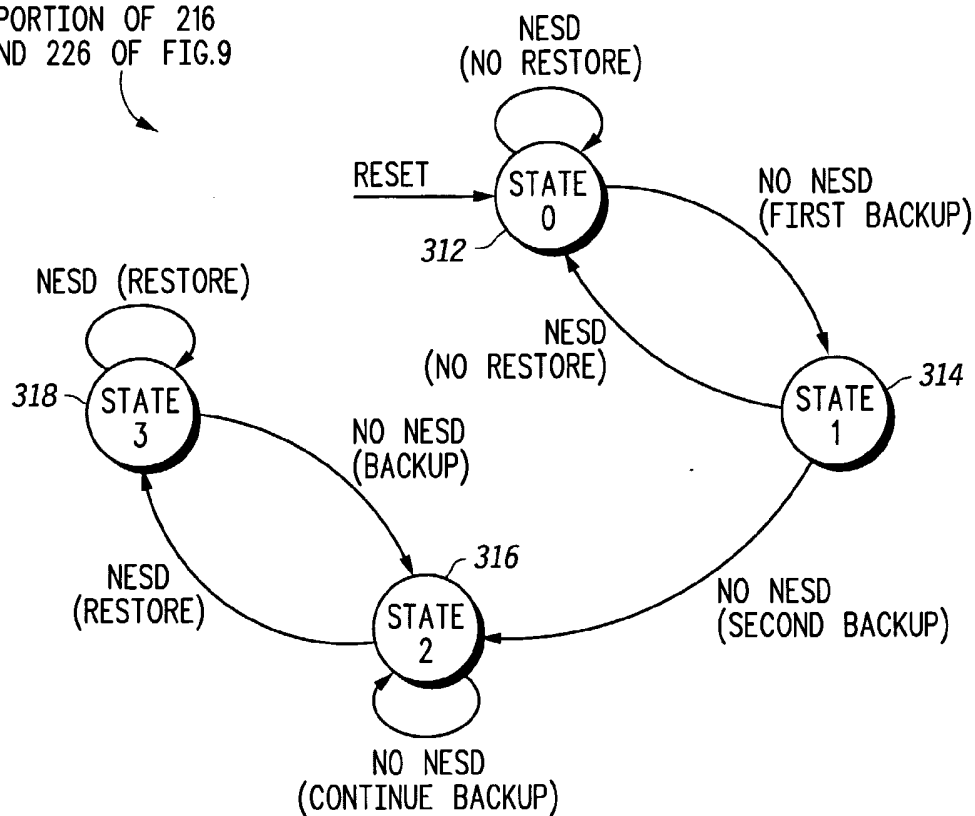 PORTION OF 216
ND 226 OF FIG.9
NESD
(NO RESTORE)
RESET
STATE
0
312
NO NESD
(FIRST BACKUP)
NESD (RESTORE)
NESD
(NO RESTORE)
314
STATE
1
318
STATE
3
NO NESD
(BACKUP)
316
NESD
(RESTORE)
STATE
2
NO NESD
(SECOND BACKUP)
NO NESD
(CONTINUE BACKUP)